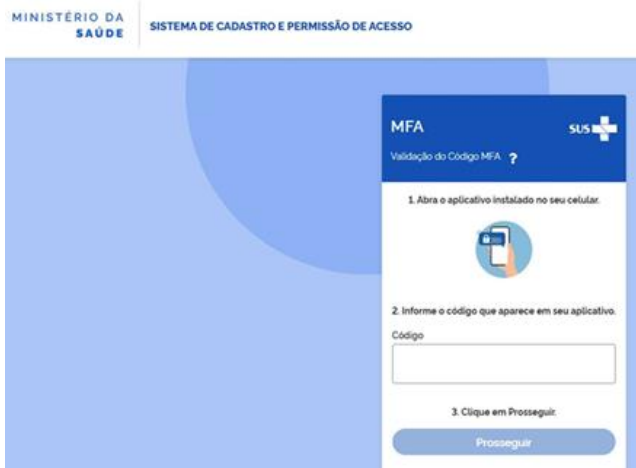 MINISTÉRIO DA
SAÚDE
SISTEMA DE CADASTRO E PERMISSÃO DE ACESSO
MFA
SUS
Validação do Código MFA ?
1. Abra o aplicativo instalado no seu celular.
2. Informe o código que aparece em seu aplicativo.
Código
3. Clique em Prosseguir.
Prosseguir